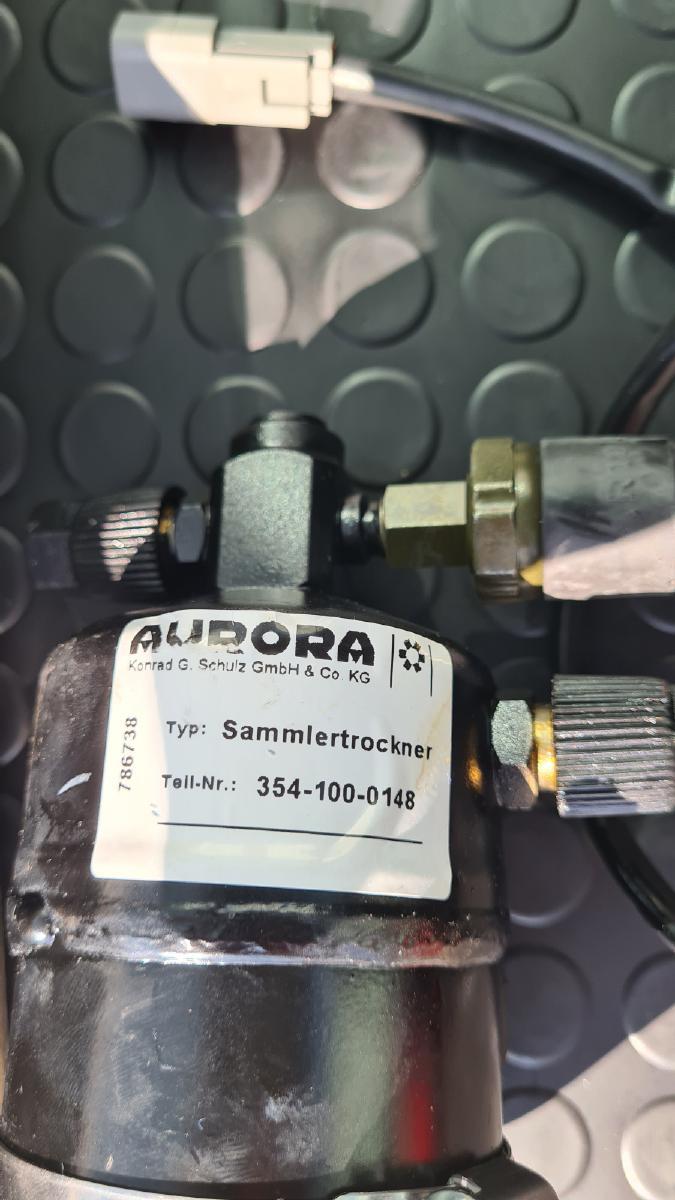 AURORA
Konrad G. Schulz GmbH & Co. KG
786738
Typ: Sammlertrockner
Teil-Nr.: 354-100-0148